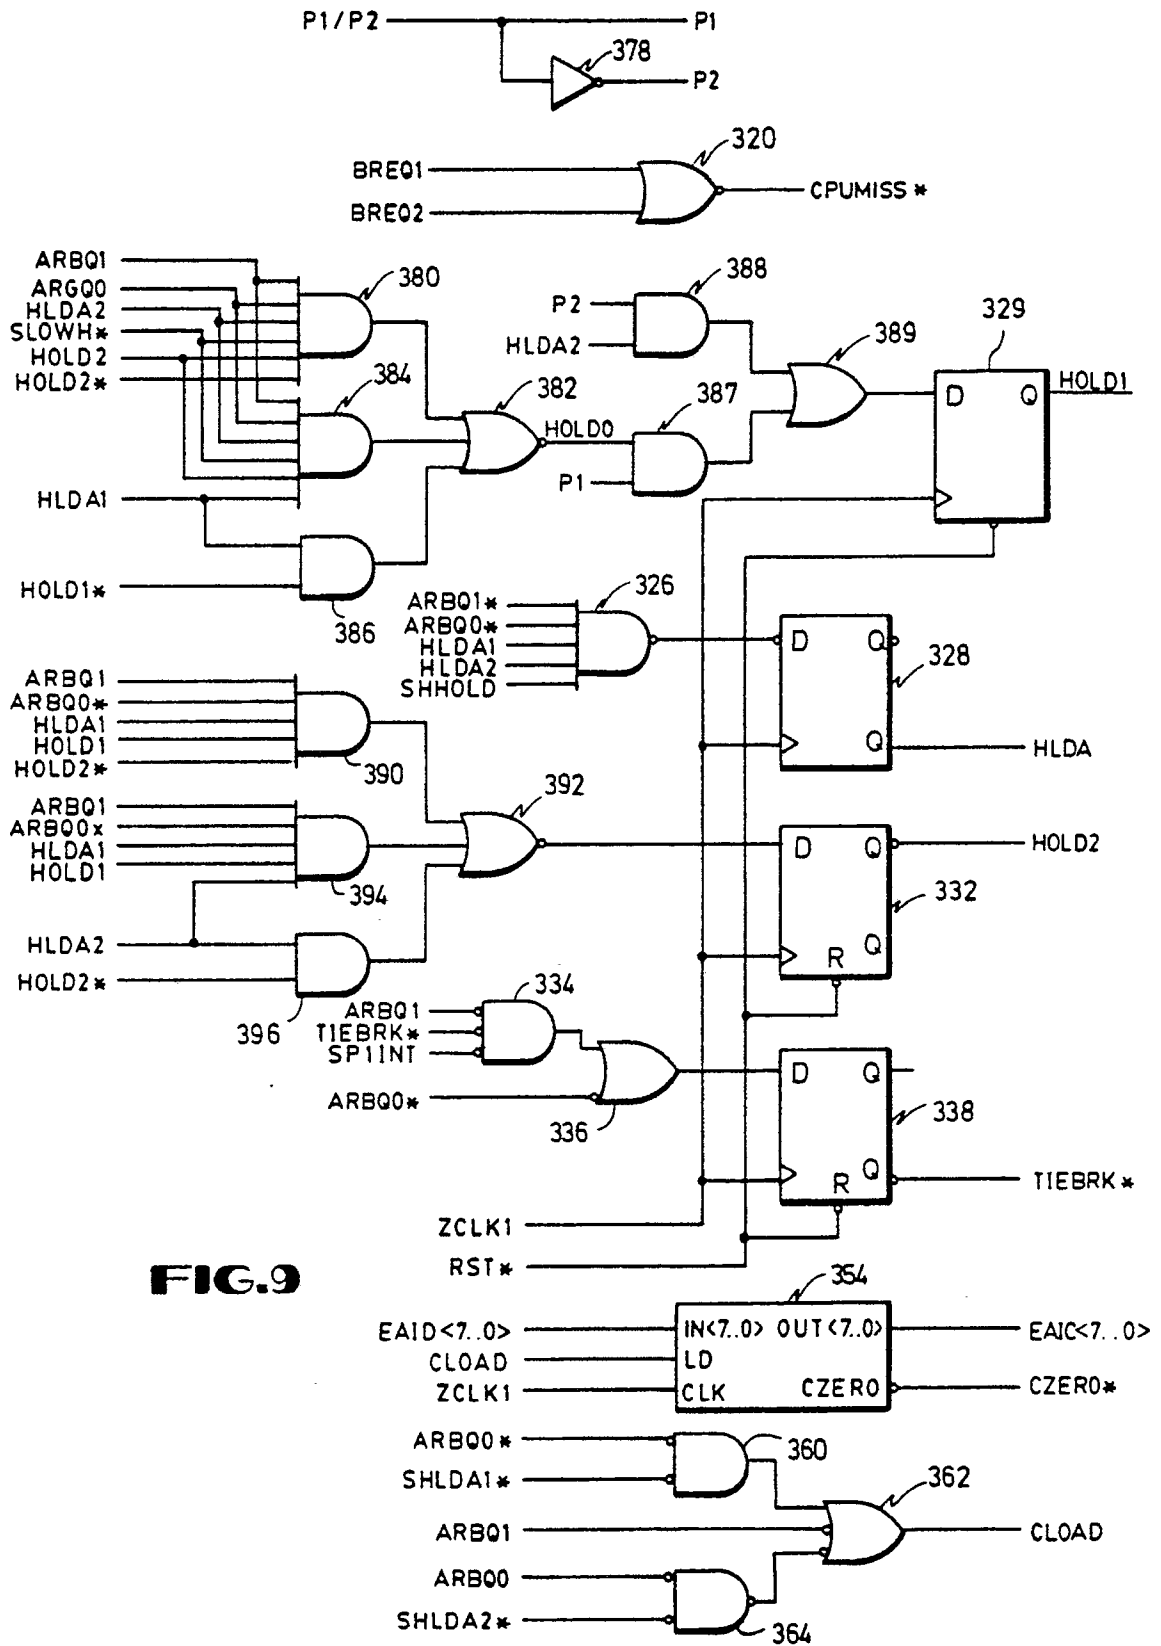 P1/P2
P1
378
P2
320
BREQ1
BREQ2
CPUMISS*
ARBQ1
ARGQ0
HLDA2
SLOWH*
HOLD2
HOLD2*
HLDA1
HOLD1*
380
384
386
382
HOLD0
P2
HLDA2
388
387
P1
389
329
D Q
HOLD1
ARBQ1*
ARBQ0*
HLDA1
HLDA2
SHHOLD
326
D Q
328
Q
HLDA
ARBQ1
ARBQ0*
HLDA1
HOLD1
HOLD2*
390
ARBQ1
ARBQ0x
HLDA1
HOLD1
394
392
HLDA2
HOLD2*
396
D Q
HOLD2
332
R Q
ARBQ1
TIEBRK*
SP1INT
334
ARBQ0*
336
D Q
338
R Q
TIEBRK*
ZCLK1
RST*
FIG.9
354
EAID<7..0>
CLOAD
ZCLK1
IN<7..0> OUT<7..0>
LD
CLK CZERO
EAIC<7..0>
CZERO*
ARBQ0*
SHLDA1*
360
362
ARBQ1
CLOAD
ARBQ0
SHLDA2*
364